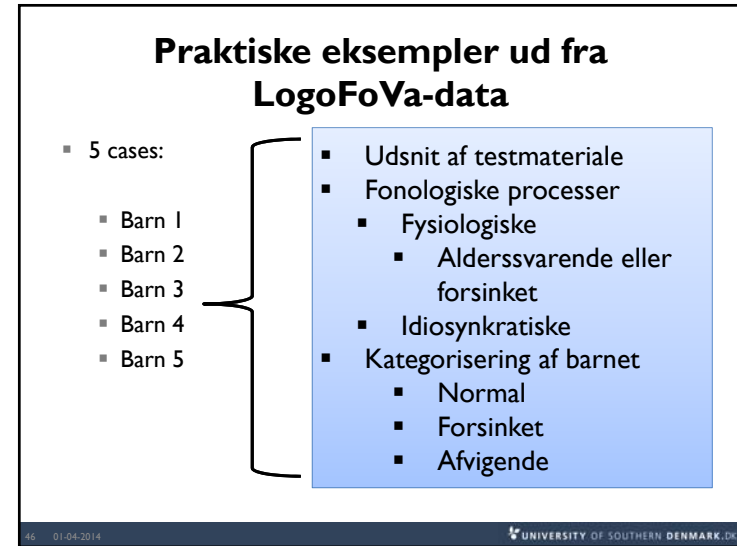 Praktiske eksempler ud fra
LogoFoVa-data
▪ 5 cases:
▪ Barn 1
▪ Barn 2
▪ Barn 3
▪ Barn 4
▪ Barn 5
▪ Udsnit af testmateriale
▪ Fonologiske processer
▪ Fysiologiske
▪ Alderssvarende eller
forsinket
▪ Idiosynkratiske
▪ Kategorisering af barnet
▪ Normal
▪ Forsinket
▪ Afvigende
46 01-04-2014
UNIVERSITY OF SOUTHERN DENMARK.DK